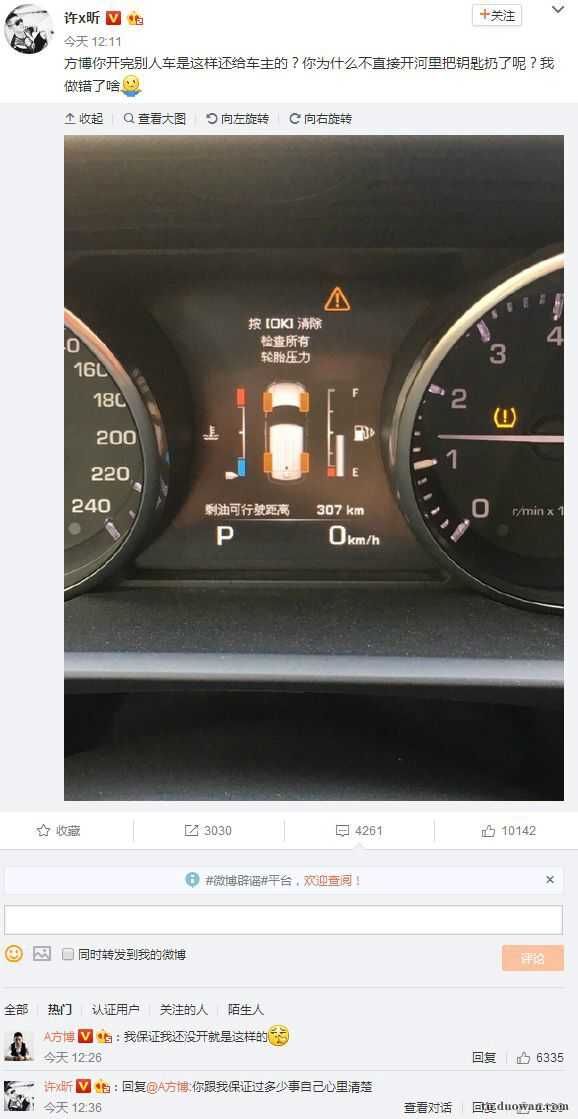 许x昕 V
+关注
今天 12:11
方博你开完别人车是这样还给车主的？你为什么不直接开河里把钥匙扔了呢？我
做错了啥
收起 查看大图 向左旋转 向右旋转
按 [OK] 清除
检查所有
轮胎压力
160
180
200
220
240
F
E
剩油可行驶距离 307 km
P 0km/h
4
3
2
1
0
r/min x 1
收藏 3030 4261 10142
#微博辟谣#平台，欢迎查阅！ ×
同时转发到我的微博 评论
全部 热门 认证用户 关注的人 陌生人
A方博 V：我保证我还没开就是这样的
今天 12:26 回复 6335
许x昕 V：回复@A方博:你跟我保证过多少事自己心里清楚
今天 12:36 查看对话 回复